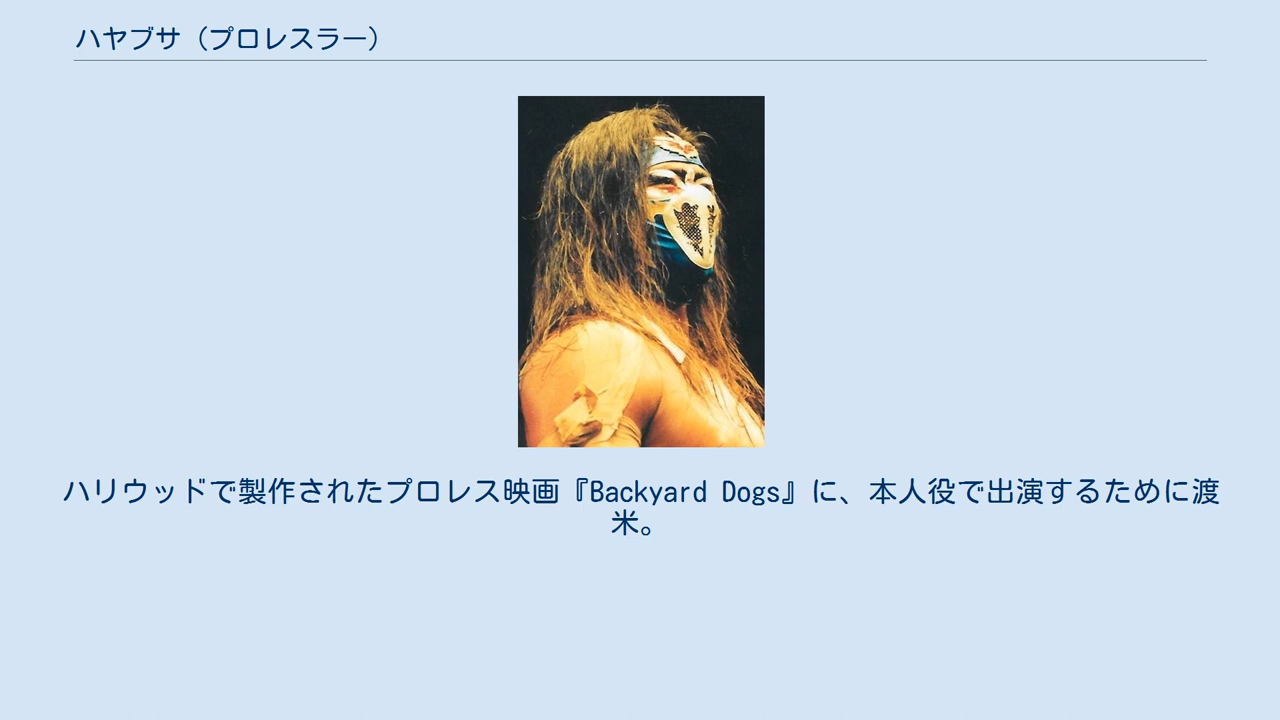 ハヤブサ（プロレスラー）
ハリウッドで製作されたプロレス映画『Backyard Dogs』に、本人役で出演するために渡
米。